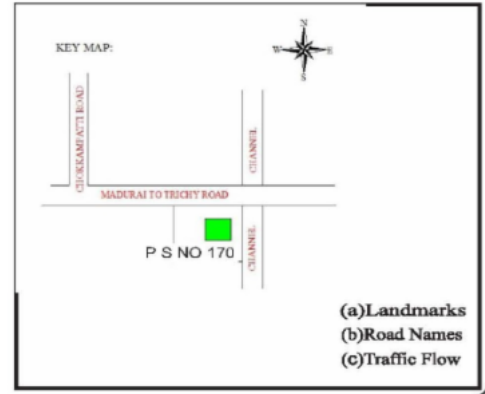 N
KEY MAP:
W E
S
CHOKKAMPATTI ROAD
CHANNEL
MADURAI TO TRICHY ROAD
CHANNEL
P S NO 170
(a)Landmarks
(b)Road Names
(c)Traffic Flow